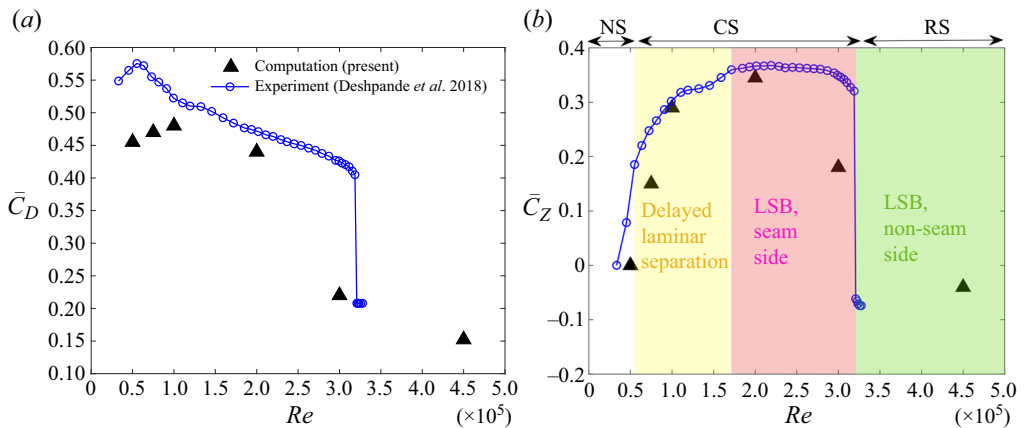 (a)
0.60
0.55
0.50
0.45
0.40
0.35
0.30
0.25
0.20
0.15
0.10
C̄_D
Computation (present)
Experiment (Deshpande et al. 2018)
0 0.5 1.0 1.5 2.0 2.5 3.0 3.5 4.0 4.5 5.0
Re (×10⁵)
(b)
NS CS RS
0.4
0.3
0.2
0.1
0
−0.1
−0.2
C̄_Z
Delayed
laminar
separation
LSB,
seam
side
LSB,
non-seam
side
0 0.5 1.0 1.5 2.0 2.5 3.0 3.5 4.0 4.5 5.0
Re (×10⁵)